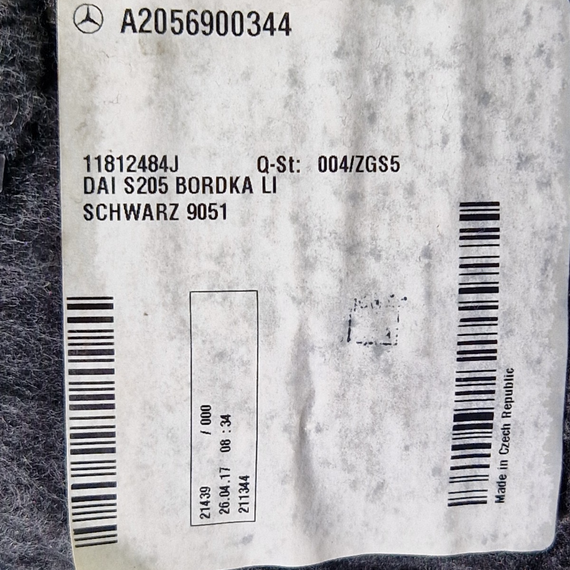 A2056900344
11812484J Q-St: 004/ZGS5
DAI S205 BORDKA LI
SCHWARZ 9051
21439 / 000
26.04.17 08:34
211344
Made in Czech Republic